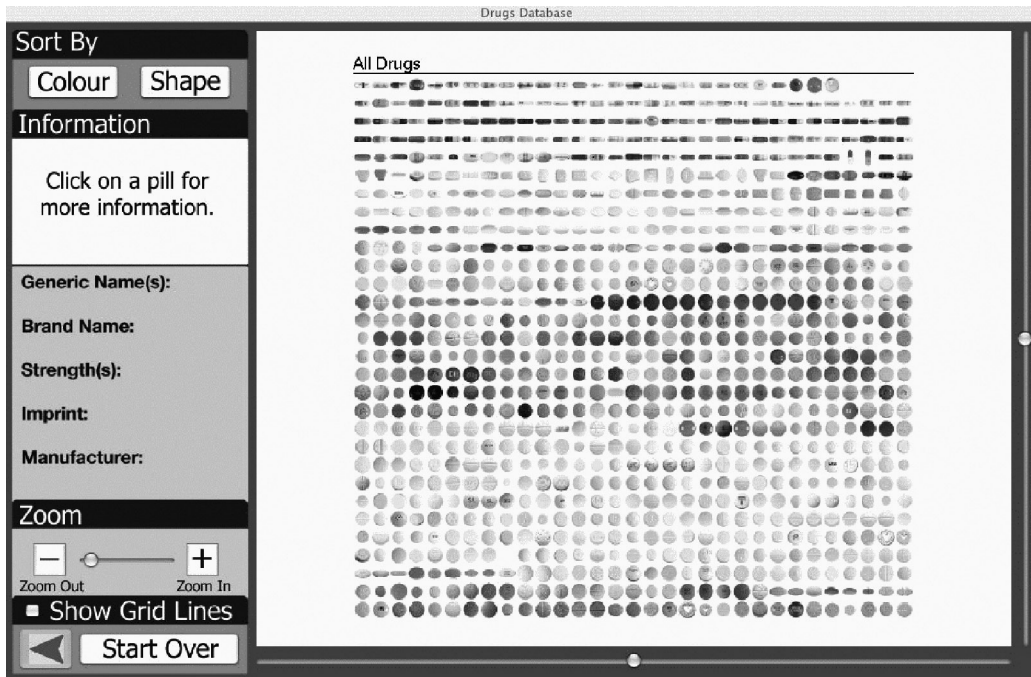 Drugs Database
Sort By
Colour
Shape
Information
Click on a pill for
more information.
Generic Name(s):
Brand Name:
Strength(s):
Imprint:
Manufacturer:
Zoom
−
+
Zoom Out
Zoom In
Show Grid Lines
Start Over
All Drugs